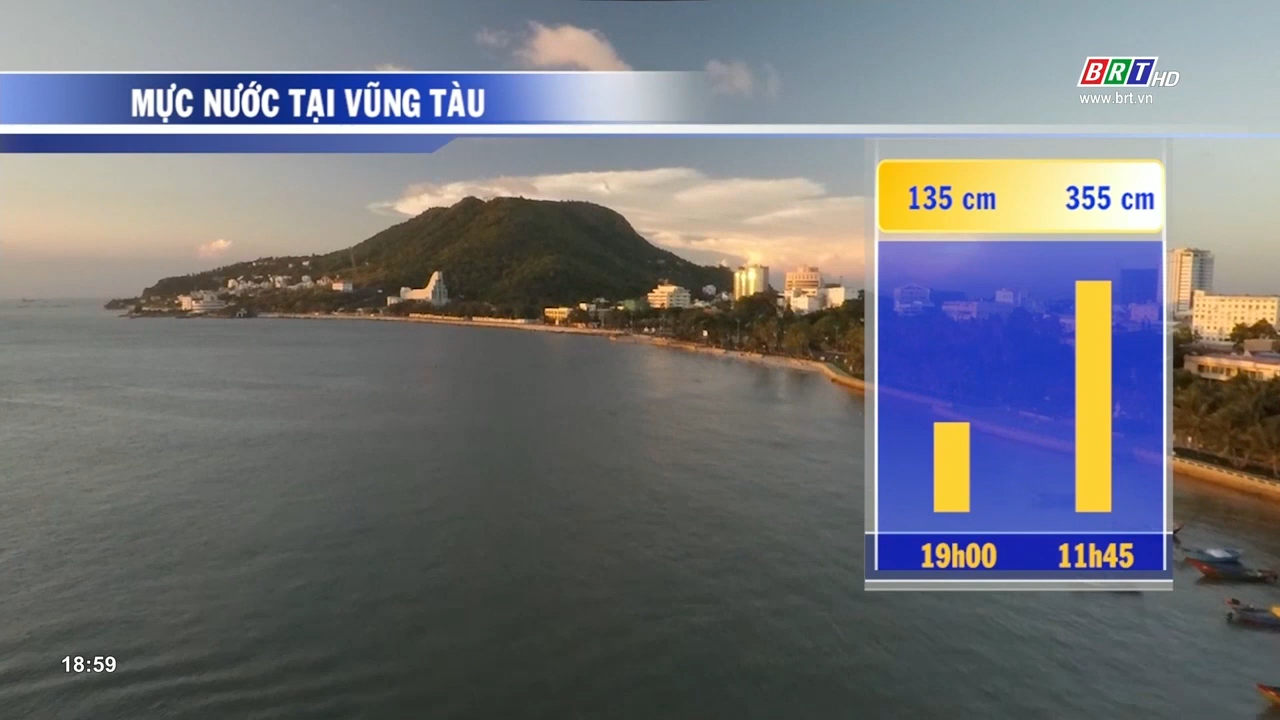 MỰC NƯỚC TẠI VŨNG TÀU
BRT HD
www.brt.vn
135 cm 355 cm
19h00 11h45
18:59